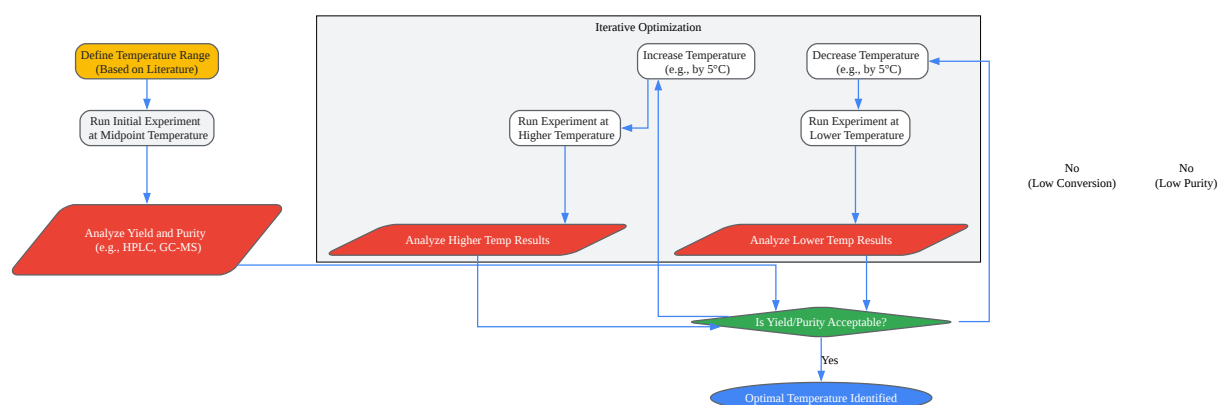 Iterative Optimization
Define Temperature Range
(Based on Literature)
Increase Temperature
(e.g., by 5°C)
Decrease Temperature
(e.g., by 5°C)
Run Initial Experiment
at Midpoint Temperature
Run Experiment at
Higher Temperature
Run Experiment at
Lower Temperature
No
(Low Conversion)
No
(Low Purity)
Analyze Yield and Purity
(e.g., HPLC, GC-MS)
Analyze Higher Temp Results
Analyze Lower Temp Results
Is Yield/Purity Acceptable?
Yes
Optimal Temperature Identified